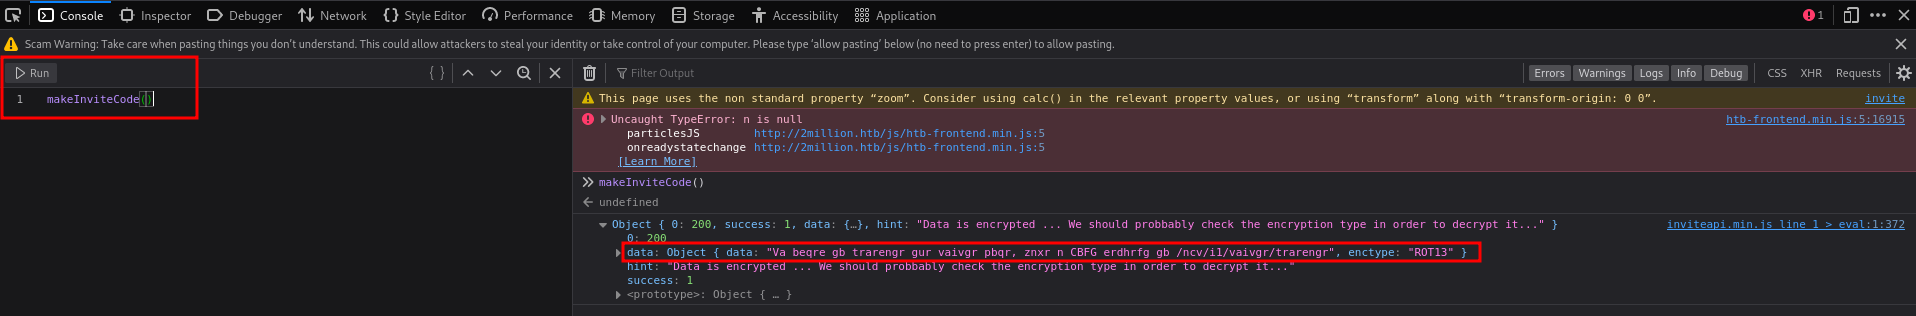 Console Inspector Debugger Network Style Editor Performance Memory Storage Accessibility Application 1
Scam Warning: Take care when pasting things you don't understand. This could allow attackers to steal your identity or take control of your computer. Please type 'allow pasting' below (no need to press enter) to allow pasting.
Run
Filter Output
Errors Warnings Logs Info Debug CSS XHR Requests
1 makeInviteCode()
This page uses the non standard property “zoom”. Consider using calc() in the relevant property values, or using “transform” along with “transform-origin: 0 0”. invite
Uncaught TypeError: n is null htb-frontend.min.js:5:16915
particlesJS http://2million.htb/js/htb-frontend.min.js:5
onreadystatechange http://2million.htb/js/htb-frontend.min.js:5
[Learn More]
makeInviteCode()
undefined
Object { 0: 200, success: 1, data: {…}, hint: "Data is encrypted ... We should probbably check the encryption type in order to decrypt it..." } inviteapi.min.js line 1 > eval:1:372
0: 200
data: Object { data: "Va beqre gb trarengr gur vaivgr pbqr, znxr n CBFG erdhrfg gb /ncv/i1/vaivgr/trarengr", enctype: "ROT13" }
hint: "Data is encrypted ... We should probbably check the encryption type in order to decrypt it..."
success: 1
<prototype>: Object { … }